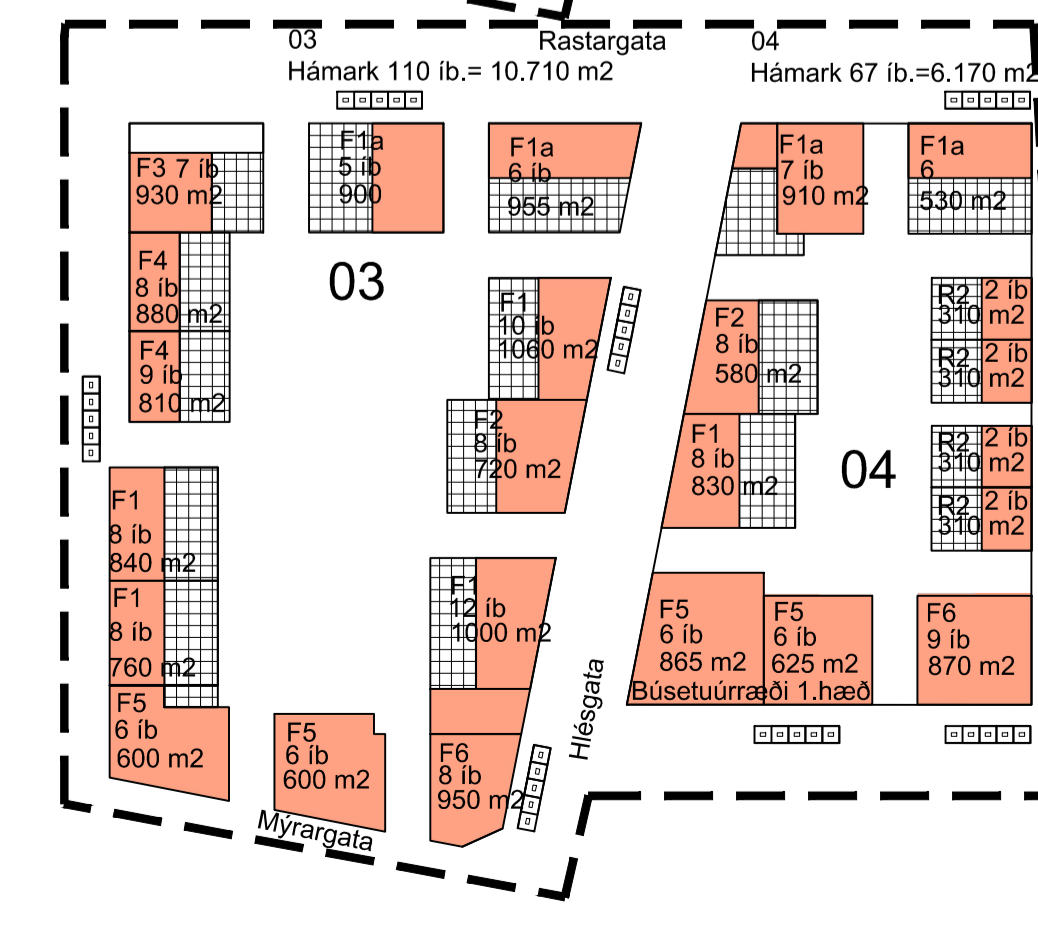 03
Hámark 110 íb.= 10.710 m2
Rastargata
04
Hámark 67 íb.=6.170 m2
F3 7 íb
930 m2
F4
8 íb
880 m2
F4
9 íb
810 m2
F1
8 íb
840 m2
F1
8 íb
760 m2
F5
6 íb
600 m2
F1a
5 íb
900
03
F5
6 íb
600 m2
Mýrargata
F1a
6 íb
955 m2
F1
10 íb
1060 m2
F2
8 íb
720 m2
F1
12 íb
1000 m2
F6
8 íb
950 m2
Hlésgata
F1a
7 íb
910 m2
F1a
6
530 m2
F2
8 íb
580 m2
F1
8 íb
830 m2
04
R2 2 íb
310 m2
R2 2 íb
310 m2
R2 2 íb
310 m2
R2 2 íb
310 m2
F5
6 íb
865 m2
F5
6 íb
625 m2
Búsetuúrræði 1.hæð
F6
9 íb
870 m2